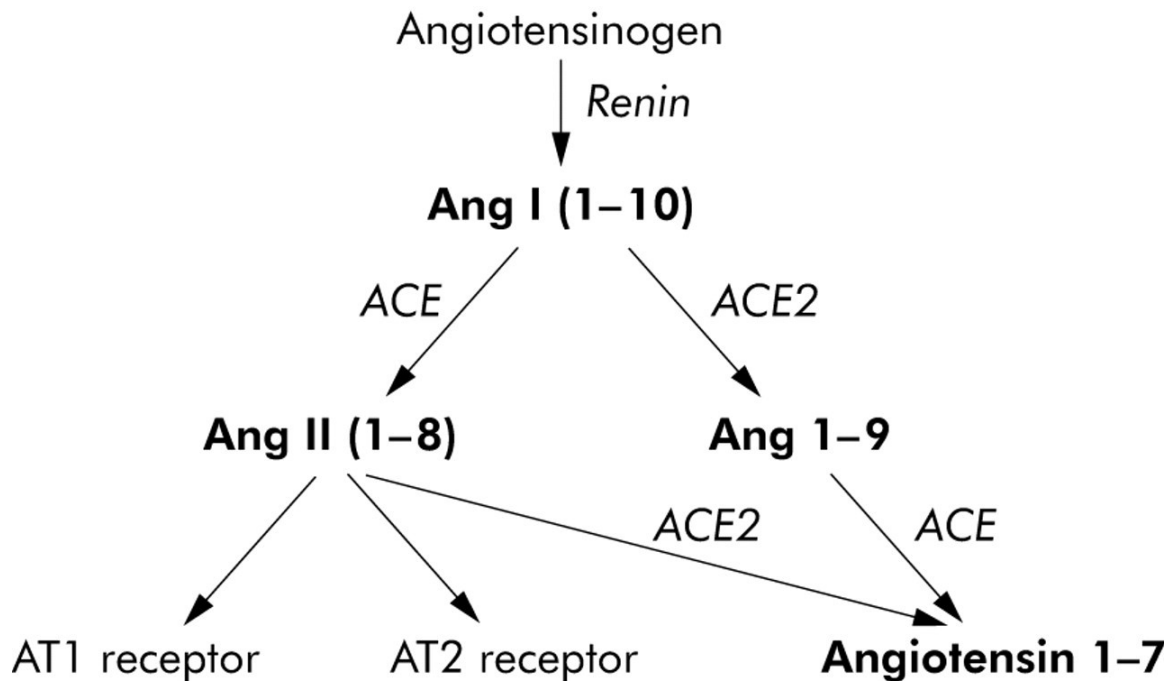 Angiotensinogen
Renin
Ang I (1–10)
ACE ACE2
Ang II (1–8) Ang 1–9
ACE2 ACE
AT1 receptor AT2 receptor Angiotensin 1–7